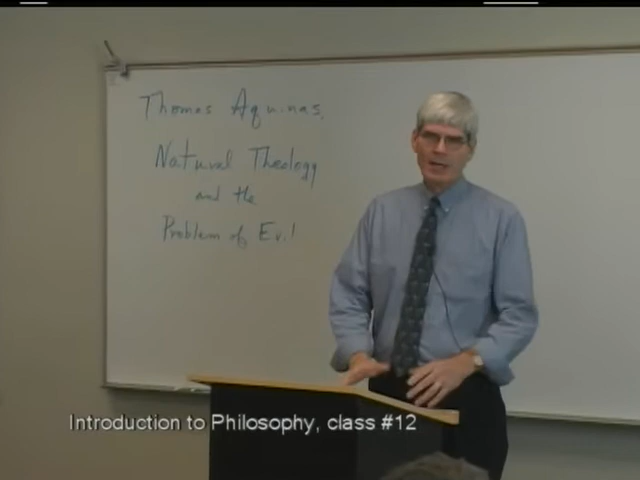 Thomas Aquinas,
Natural Theology
and the
Problem of Evil
Introduction to Philosophy, class #12